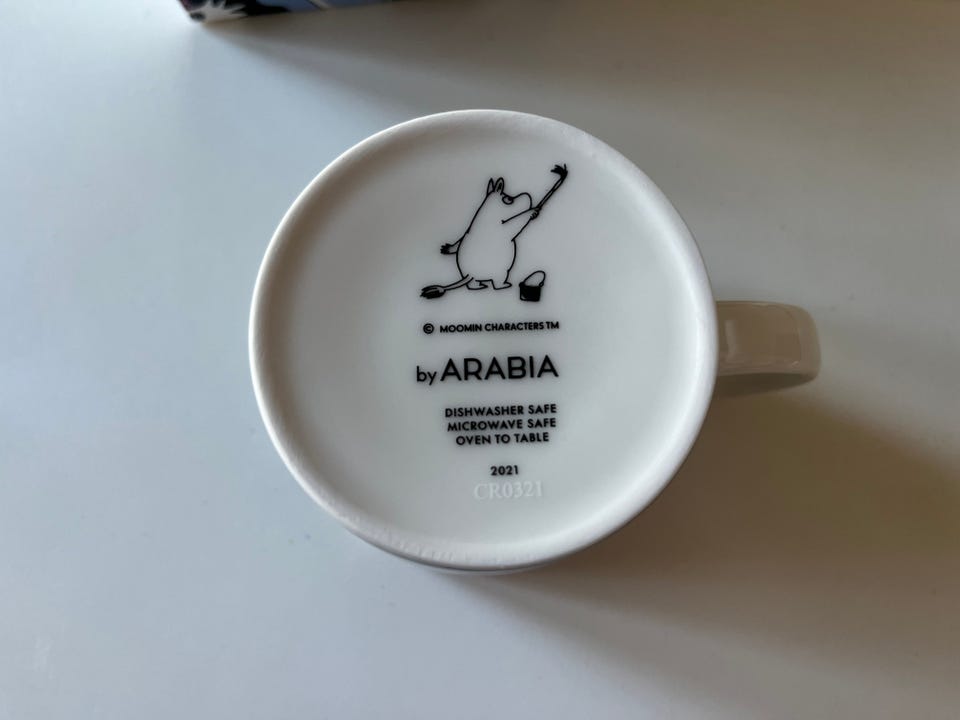 © MOOMIN CHARACTERS TM
by ARABIA
DISHWASHER SAFE
MICROWAVE SAFE
OVEN TO TABLE
2021
CR0321